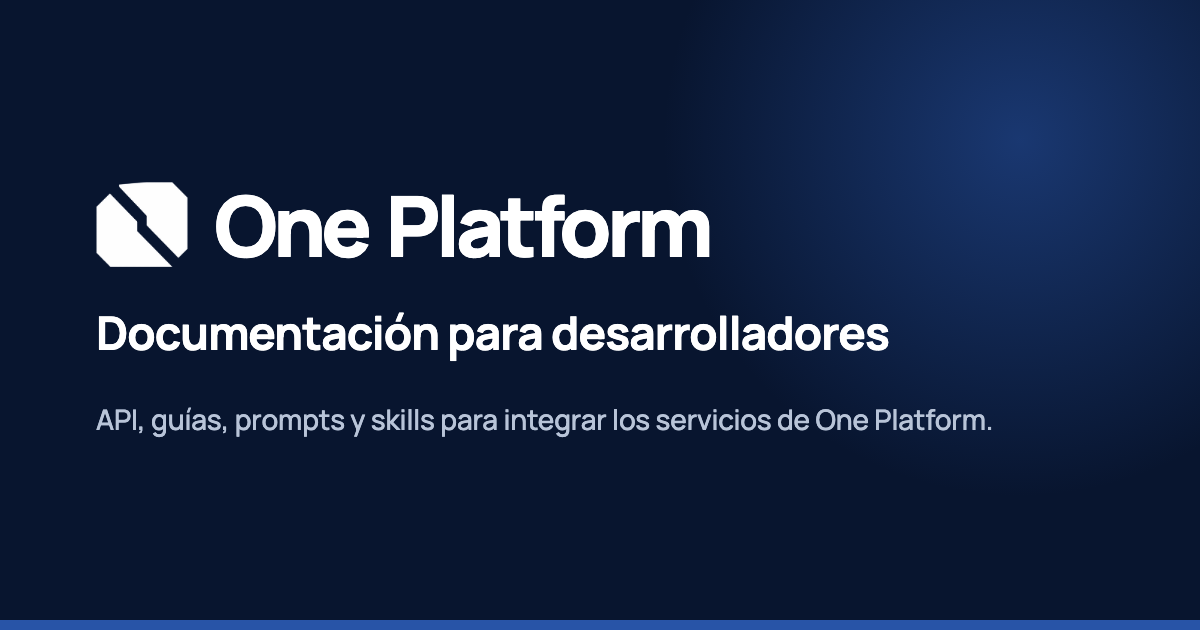 One Platform
Documentación para desarrolladores
API, guías, prompts y skills para integrar los servicios de One Platform.